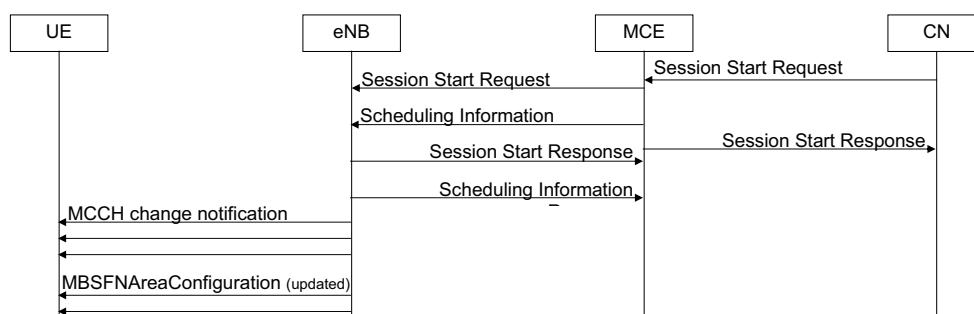 UE
eNB
MCE
CN
Session Start Request
Session Start Request
Scheduling Information
Session Start Response
Session Start Response
Scheduling Information
MCCH change notification
MBSFNAreaConfiguration (updated)